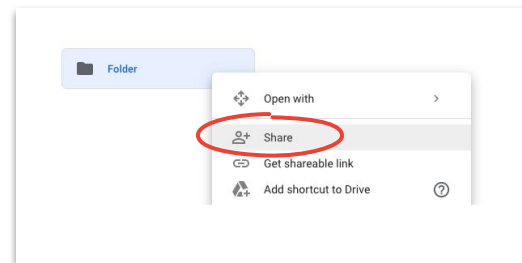 Folder
Open with
Share
Get shareable link
Add shortcut to Drive